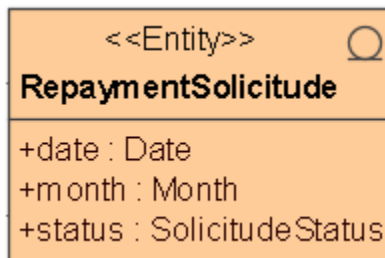 <<Entity>>
RepaymentSolicitude
+date : Date
+month : Month
+status : SolicitudeStatus